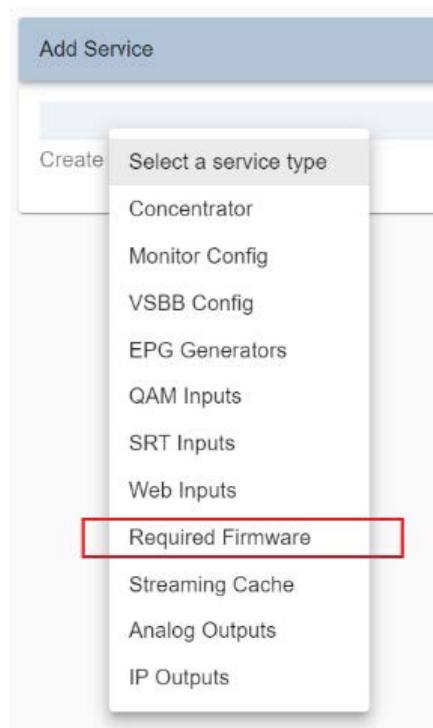 Add Service
Create
Select a service type
Concentrator
Monitor Config
VSBB Config
EPG Generators
QAM Inputs
SRT Inputs
Web Inputs
Required Firmware
Streaming Cache
Analog Outputs
IP Outputs